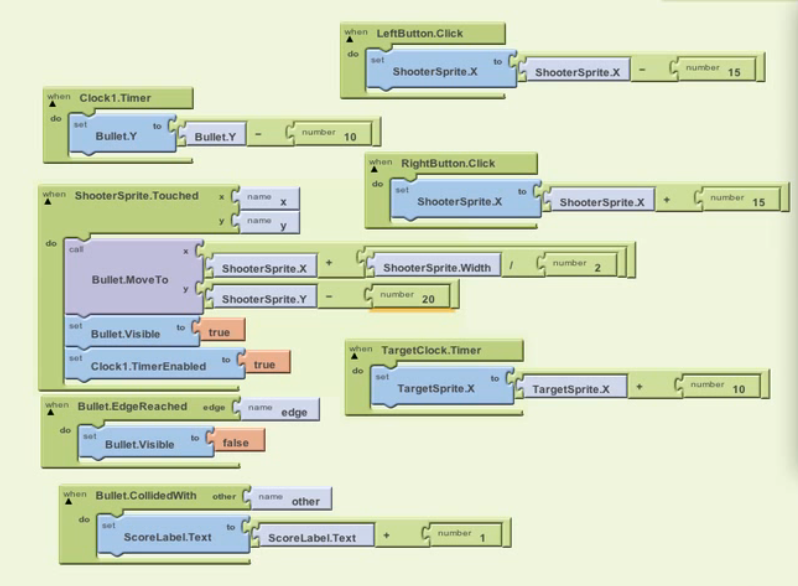 when LeftButton.Click
do set ShooterSprite.X to ShooterSprite.X - number 15
when Clock1.Timer
do set Bullet.Y to Bullet.Y - number 10
when RightButton.Click
do set ShooterSprite.X to ShooterSprite.X + number 15
when ShooterSprite.Touched x name x
y name y
do call Bullet.MoveTo x ShooterSprite.X + ShooterSprite.Width / number 2
y ShooterSprite.Y - number 20
set Bullet.Visible to true
set Clock1.TimerEnabled to true
when TargetClock.Timer
do set TargetSprite.X to TargetSprite.X + number 10
when Bullet.EdgeReached edge name edge
do set Bullet.Visible to false
when Bullet.CollidedWith other name other
do set ScoreLabel.Text to ScoreLabel.Text + number 1